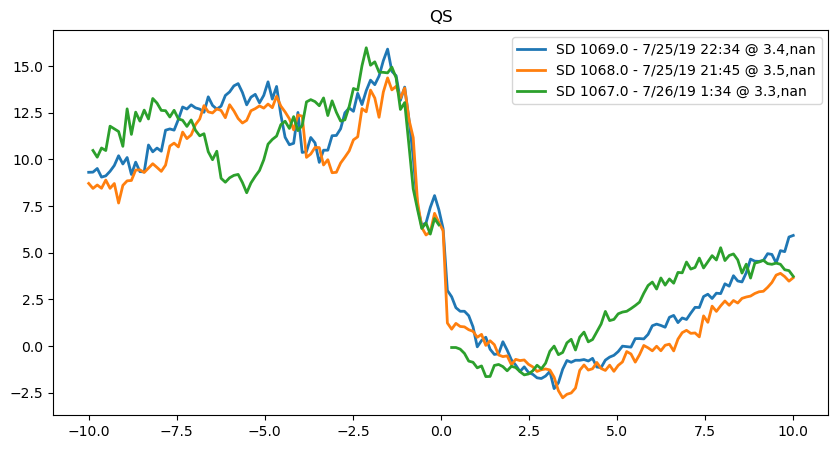 QS
SD 1069.0 - 7/25/19 22:34 @ 3.4,nan
SD 1068.0 - 7/25/19 21:45 @ 3.5,nan
SD 1067.0 - 7/26/19 1:34 @ 3.3,nan
15.0
12.5
10.0
7.5
5.0
2.5
0.0
−2.5
−10.0 −7.5 −5.0 −2.5 0.0 2.5 5.0 7.5 10.0